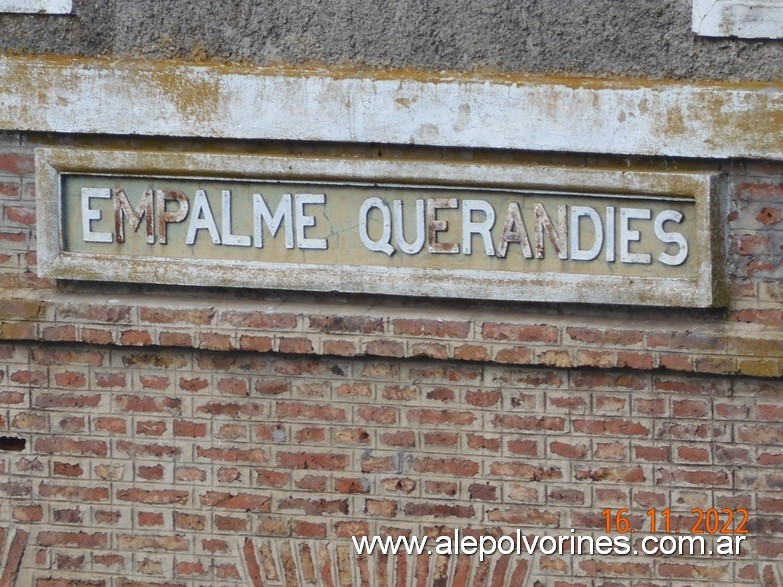 EMPALME QUERANDIES
16.11.2022
www.alepolvorines.com.ar